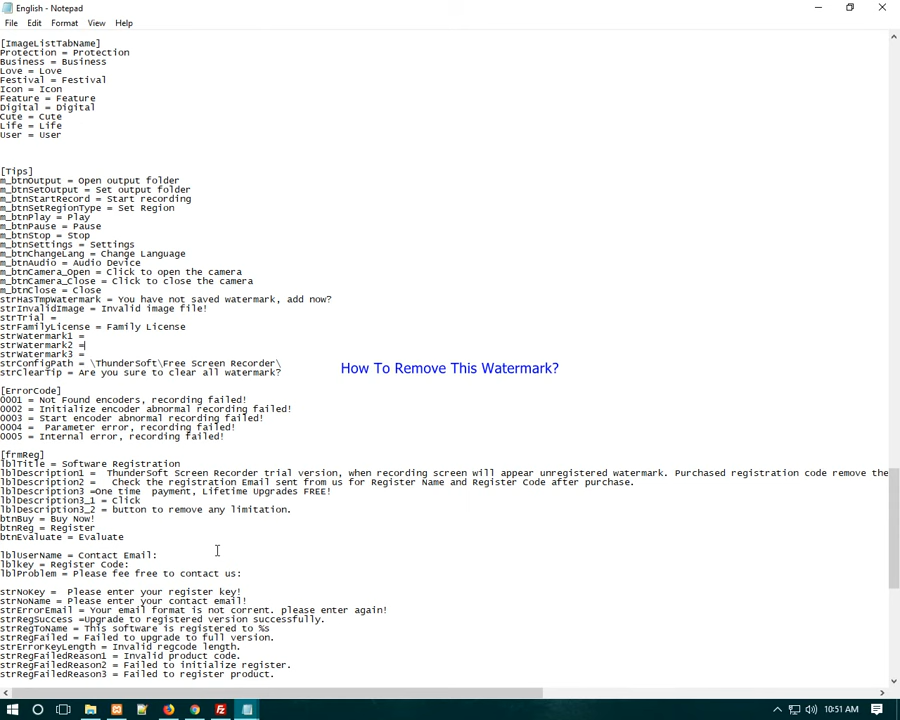 English - Notepad
File Edit Format View Help
[ImageListTabName]
Protection = Protection
Business = Business
Love = Love
Festival = Festival
Icon = Icon
Feature = Feature
Digital = Digital
Cute = Cute
Life = Life
User = User
[Tips]
m_btnOutput = Open output folder
m_btnSetOutput = Set output folder
m_btnStartRecord = Start recording
m_btnSetRegionType = Set Region
m_btnPlay = Play
m_btnPause = Pause
m_btnStop = Stop
m_btnSettings = Settings
m_btnChangeLang = Change Language
m_btnAudio = Audio Device
m_btnCamera_Open = Click to open the camera
m_btnCamera_Close = Click to close the camera
m_btnClose = Close
strHasTmpWatermark = You have not saved watermark, add now?
strInvalidImage = Invalid image file!
strTrial =
strFamilyLicense = Family License
strWatermark1 =
strWatermark2 =
strWatermark3 =
strConfigPath = \ThunderSoft\Free Screen Recorder\
How To Remove This Watermark?
strClearTip = Are you sure to clear all watermark?
[ErrorCode]
0001 = Not Found encoders, recording failed!
0002 = Initialize encoder abnormal recording failed!
0003 = Start encoder abnormal recording failed!
0004 =  Parameter error, recording failed!
0005 = Internal error, recording failed!
[frmReg]
lblTitle = Software Registration
lblDescription1 =  ThunderSoft Screen Recorder trial version, when recording screen will appear unregistered watermark. Purchased registration code remove the
lblDescription2 =  Check the registration Email sent from us for Register Name and Register Code after purchase.
lblDescription3 =One time  payment, Lifetime Upgrades FREE!
lblDescription3_1 = Click
lblDescription3_2 = button to remove any limitation.
btnBuy = Buy Now!
btnReg = Register
btnEvaluate = Evaluate
lblUserName = Contact Email:
lblkey = Register Code:
lblProblem = Please fee free to contact us:
strNoKey =  Please enter your register key!
strNoName = Please enter your contact email!
strErrorEmail = Your email format is not corrent. please enter again!
strRegSuccess =Upgrade to registered version successfully.
strRegToName = This software is registered to %s
strRegFailed = Failed to upgrade to full version.
strErrorKeyLength = Invalid regcode length.
strRegFailedReason1 = Invalid product code.
strRegFailedReason2 = Failed to initialize register.
strRegFailedReason3 = Failed to register product.
10:51 AM